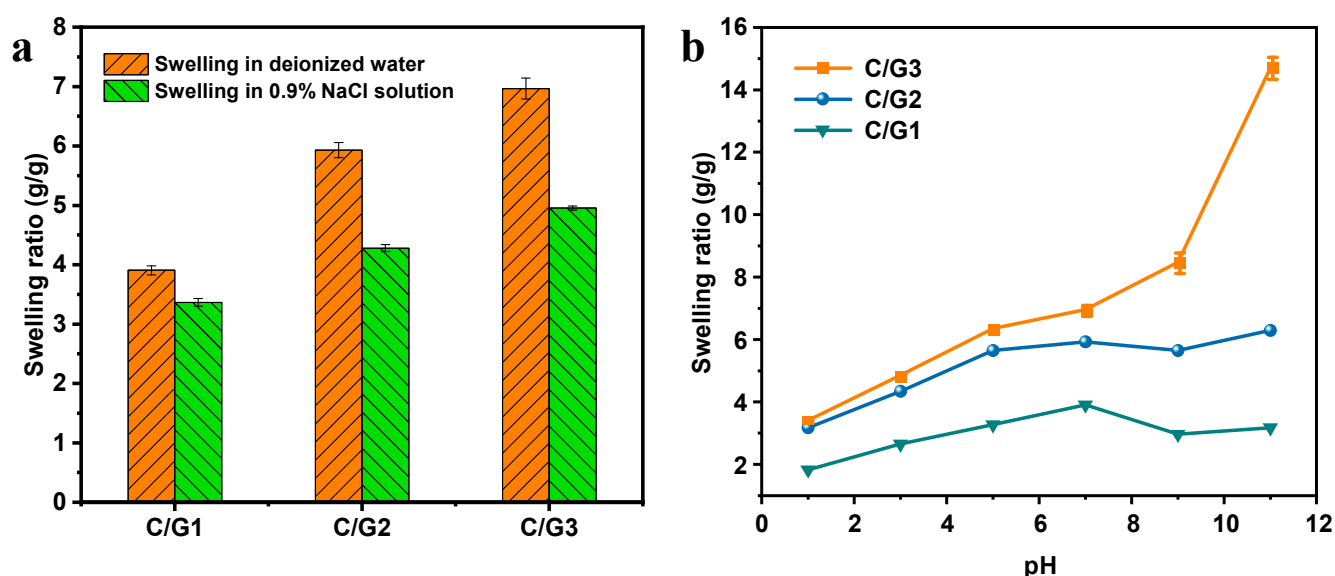 a
Swelling ratio (g/g)
8
7
6
5
4
3
2
1
0
Swelling in deionized water
Swelling in 0.9% NaCl solution
C/G1 C/G2 C/G3
b
Swelling ratio (g/g)
16
14
12
10
8
6
4
2
C/G3
C/G2
C/G1
0 2 4 6 8 10 12
pH